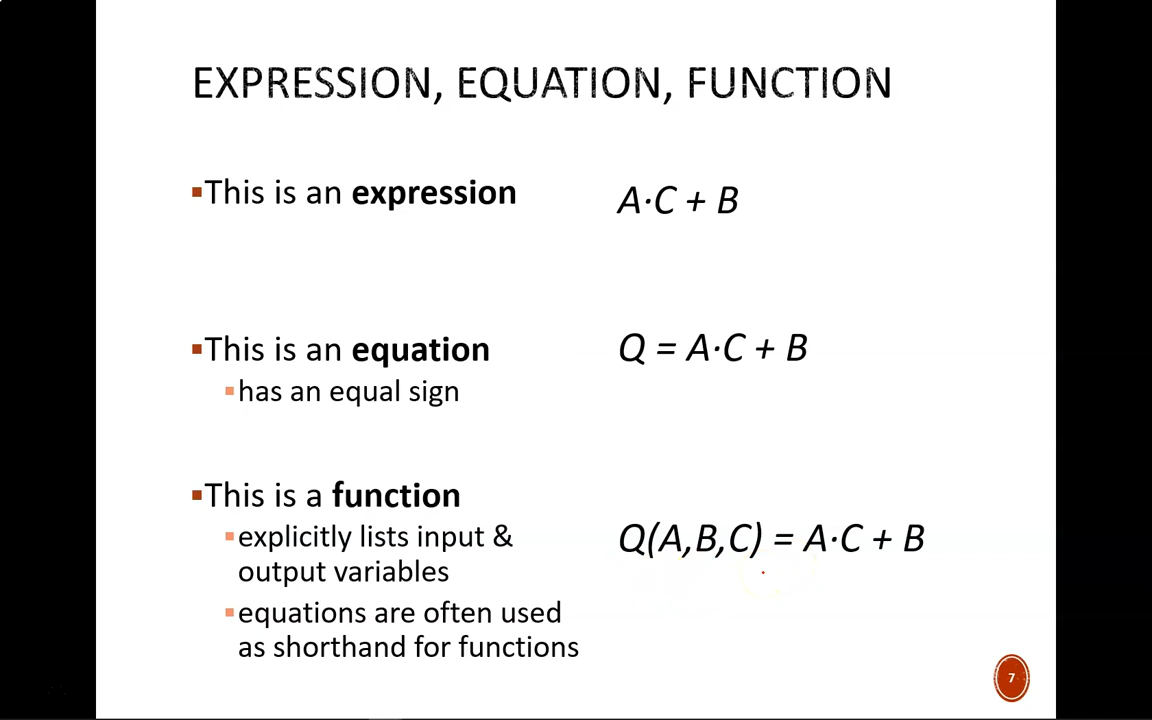 EXPRESSION, EQUATION, FUNCTION
▪This is an expression
A·C + B
▪This is an equation
Q = A·C + B
▪has an equal sign
▪This is a function
▪explicitly lists input &
output variables
Q(A,B,C) = A·C + B
▪equations are often used
as shorthand for functions
7